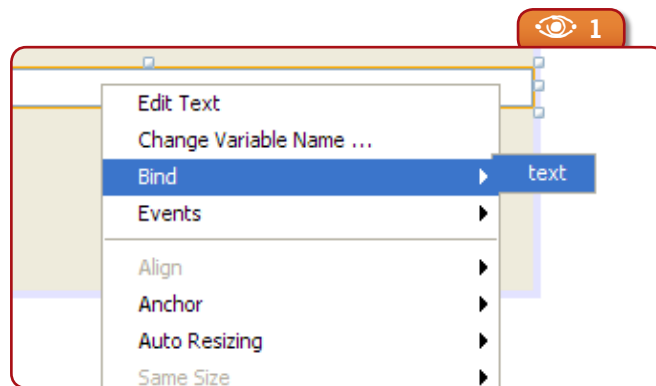 1
Edit Text
Change Variable Name ...
Bind
text
Events
Align
Anchor
Auto Resizing
Same Size